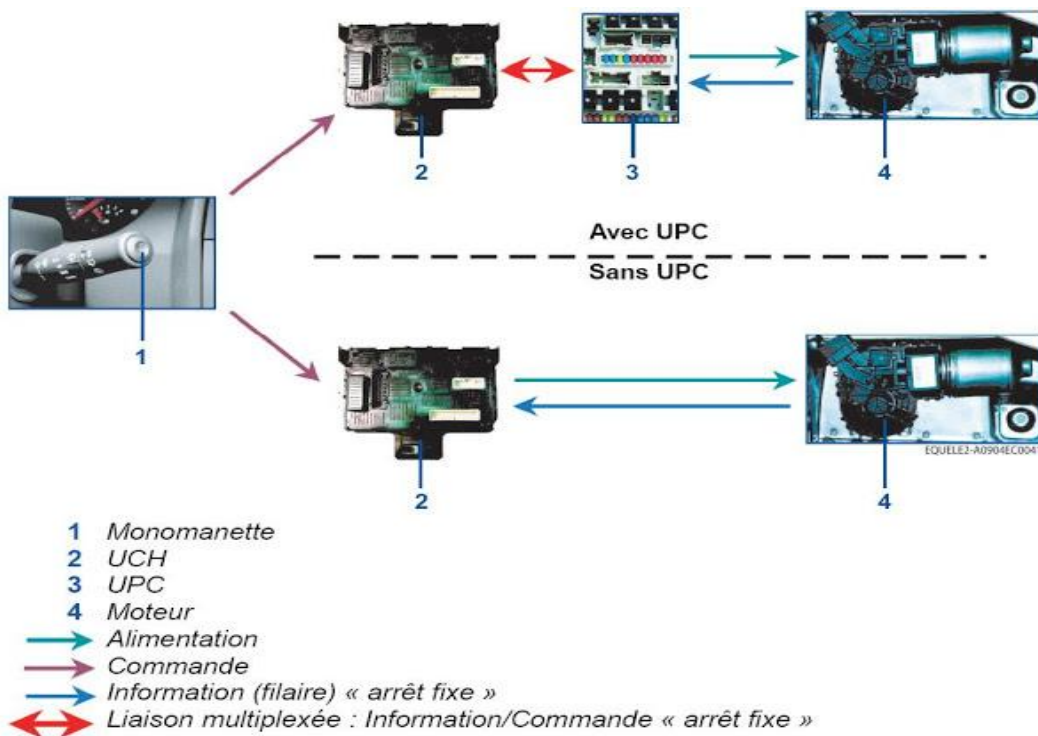 2
3
4
Avec UPC
Sans UPC
1
EQUELE2-A0904EC004
2
4
1 Monomanette
2 UCH
3 UPC
4 Moteur
Alimentation
Commande
Information (filaire) « arrêt fixe »
Liaison multiplexée : Information/Commande « arrêt fixe »